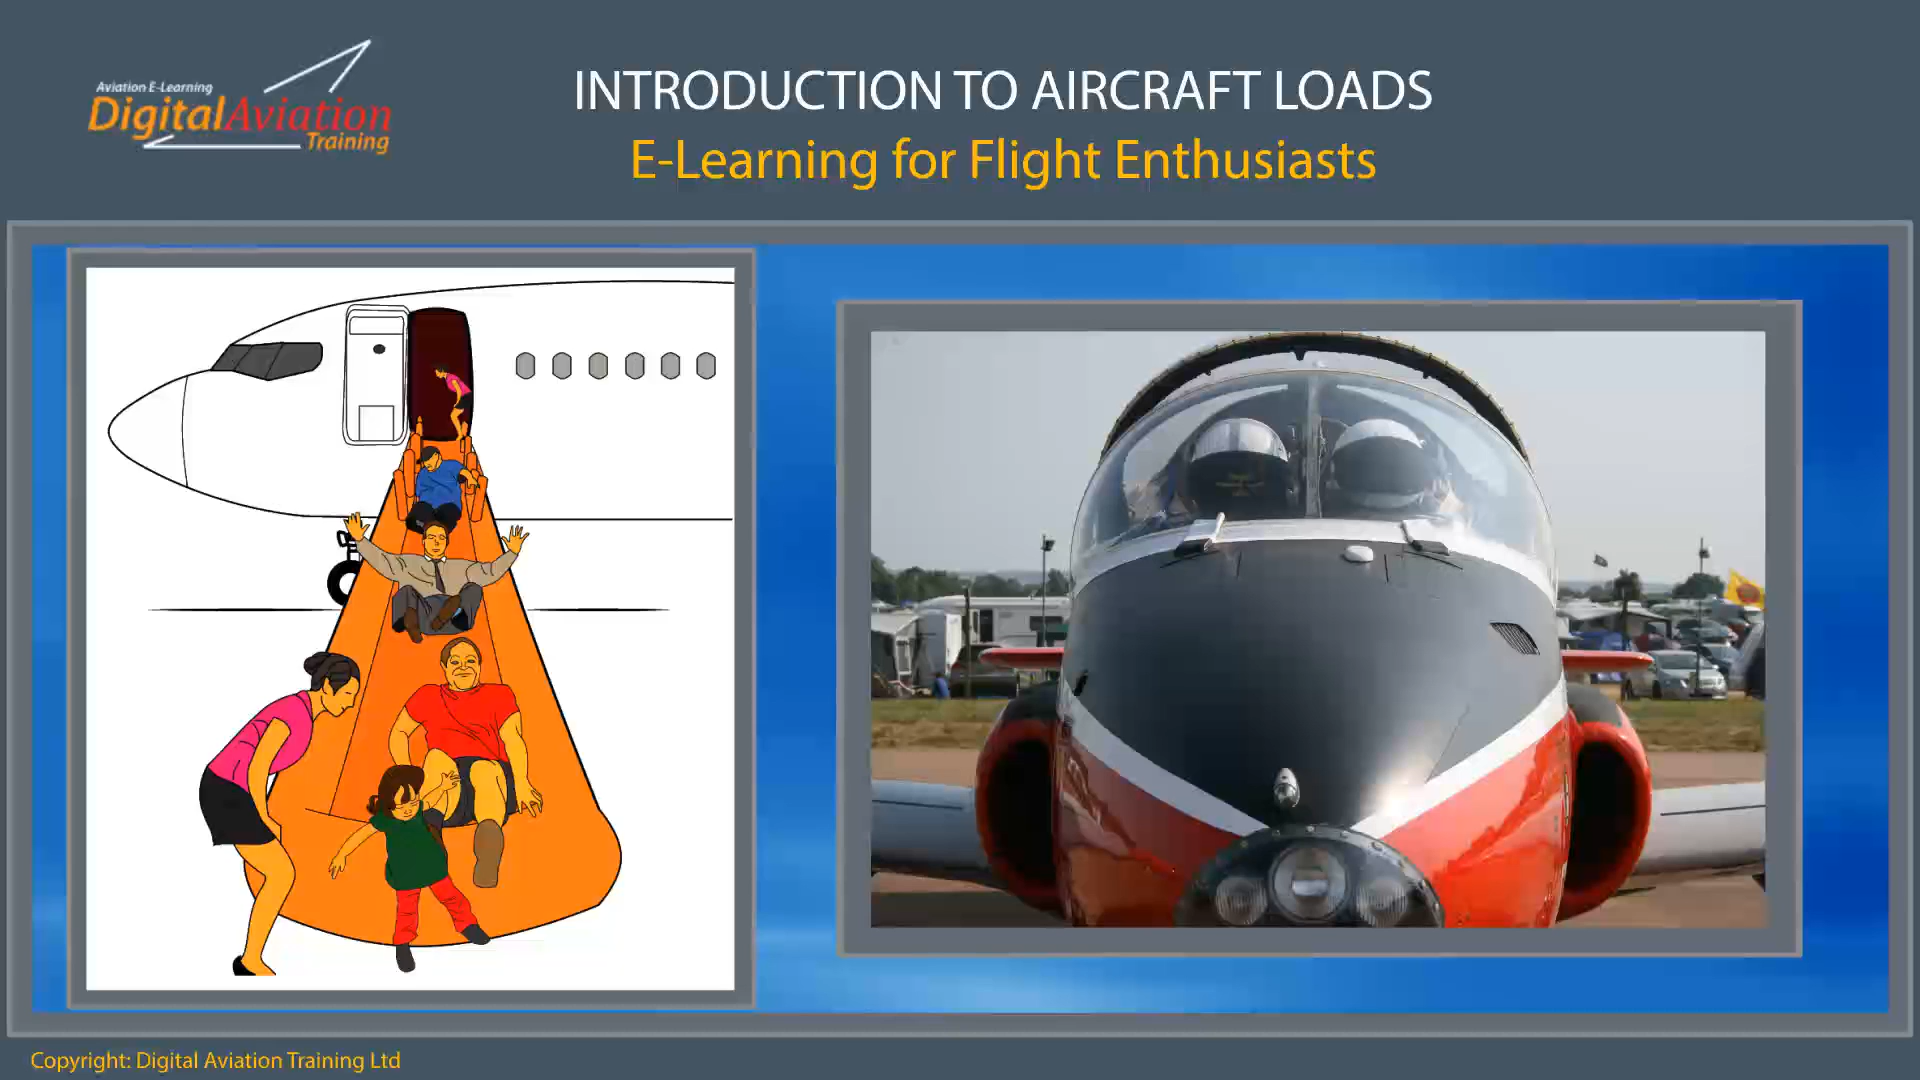 Aviation E-Learning
DigitalAviation
Training
INTRODUCTION TO AIRCRAFT LOADS
E-Learning for Flight Enthusiasts
Copyright: Digital Aviation Training Ltd